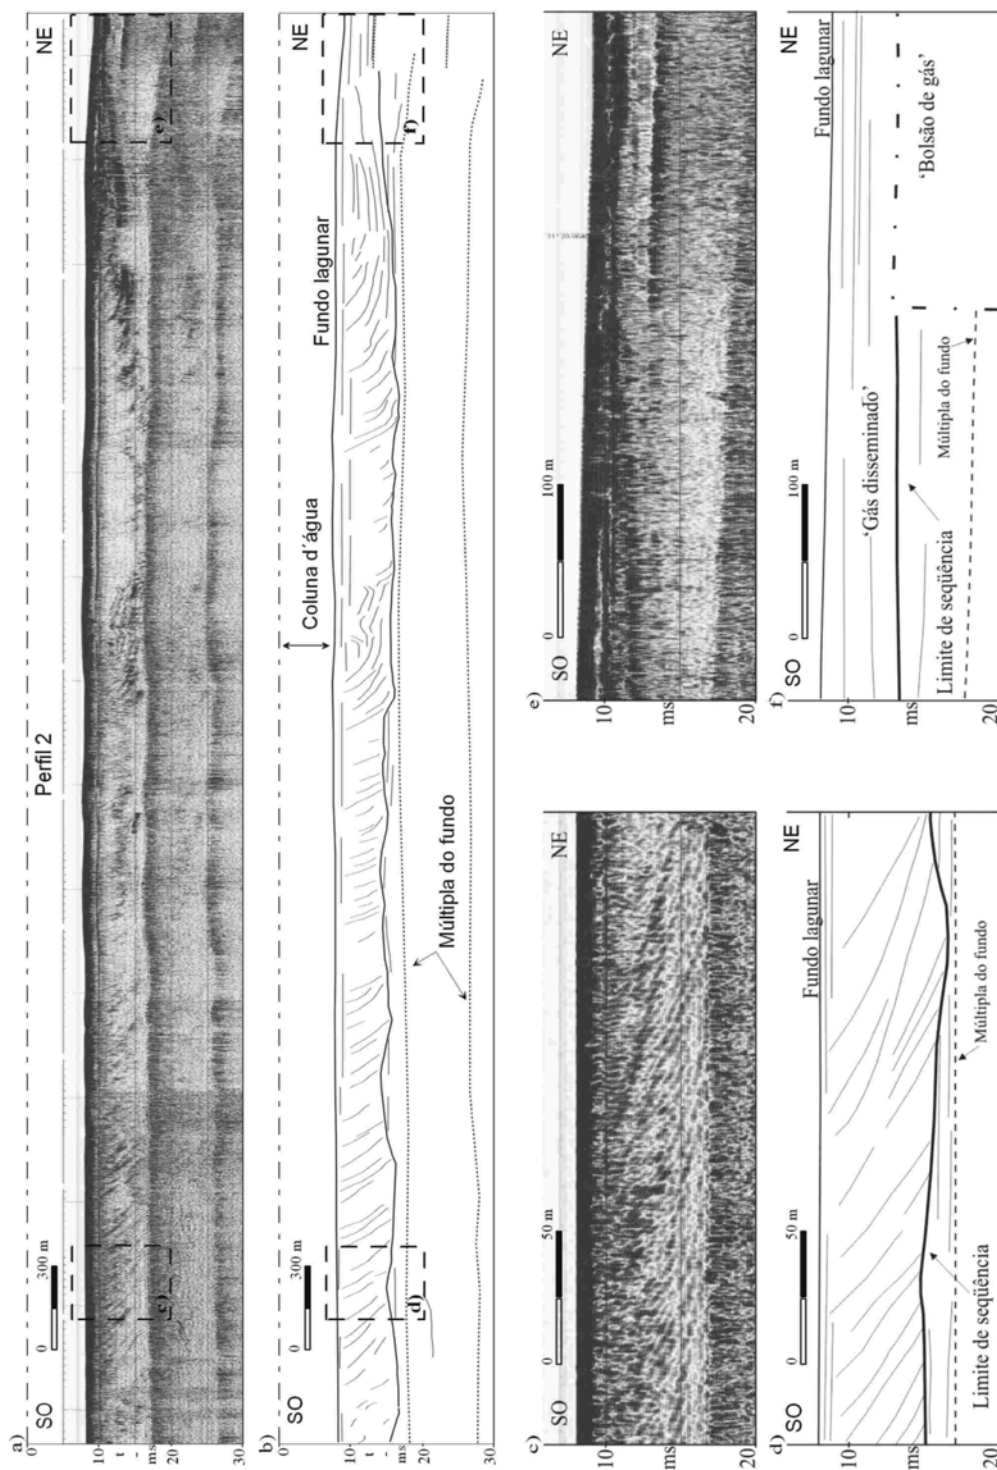 Perfil 2
a)
SO
NE
0
10
t
ms
20
30
0
300 m
c)
e)
b)
SO
NE
0
10
t
ms
20
30
0
300 m
Coluna d´água
Fundo lagunar
Múltipla do fundo
d)
f)
c)
SO
NE
0
50 m
10
ms
20
d)
SO
NE
0
50 m
10
ms
20
Fundo lagunar
Limite de seqüência
Múltipla do fundo
e)
SO
NE
0
100 m
10
ms
20
f)
SO
NE
0
100 m
10
ms
20
Fundo lagunar
'Gás disseminado'
'Bolsão de gás'
Limite de seqüência
Múltipla do fundo